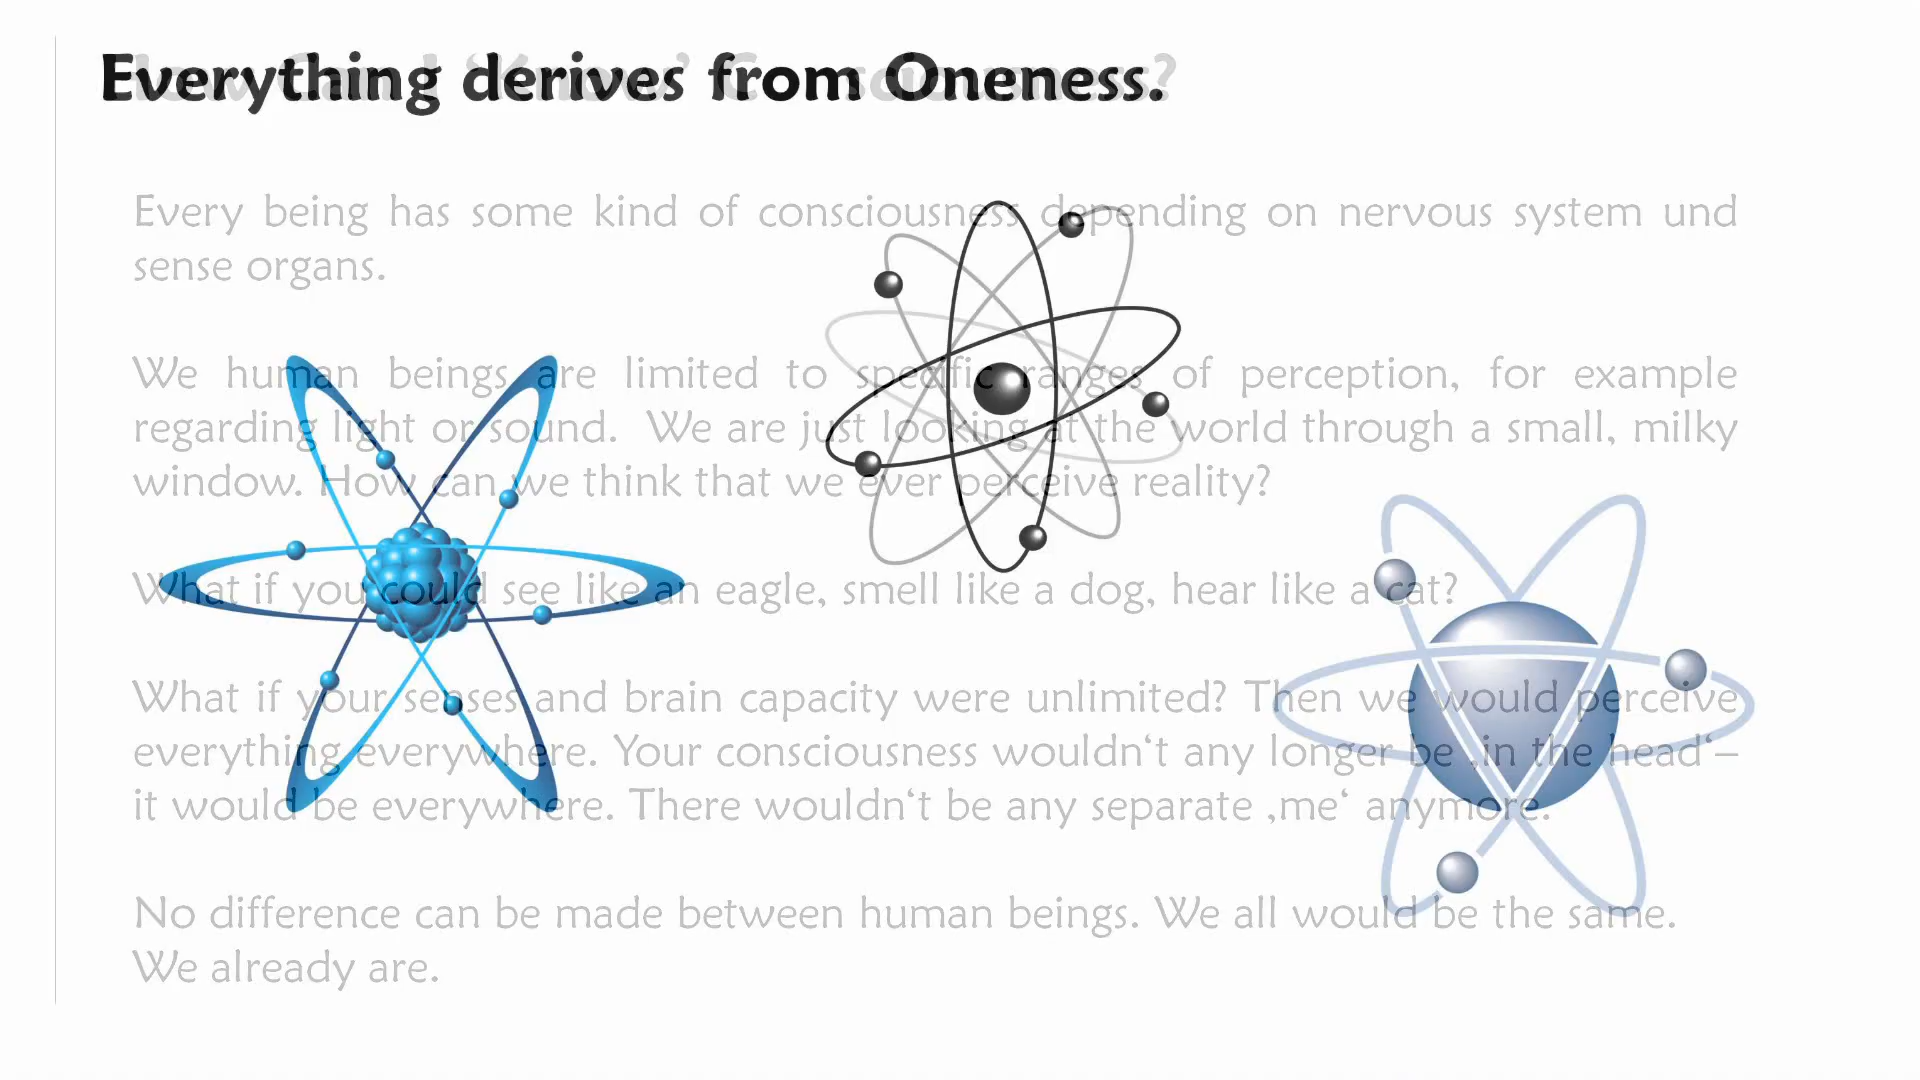 Everything derives from Oneness.
Consciousness?
Every being has some kind of consciousness depending on nervous system und
sense organs.
We human beings are limited to specific ranges of perception, for example
regarding light or sound. We are just looking at the world through a small, milky
window. How can we think that we ever perceive reality?
What if you could see like an eagle, smell like a dog, hear like a cat?
What if your senses and brain capacity were unlimited? Then we would perceive
everything everywhere. Your consciousness wouldn‘t any longer be ‚in the head‘–
it would be everywhere. There wouldn‘t be any separate ‚me‘ anymore.
No difference can be made between human beings. We all would be the same.
We already are.